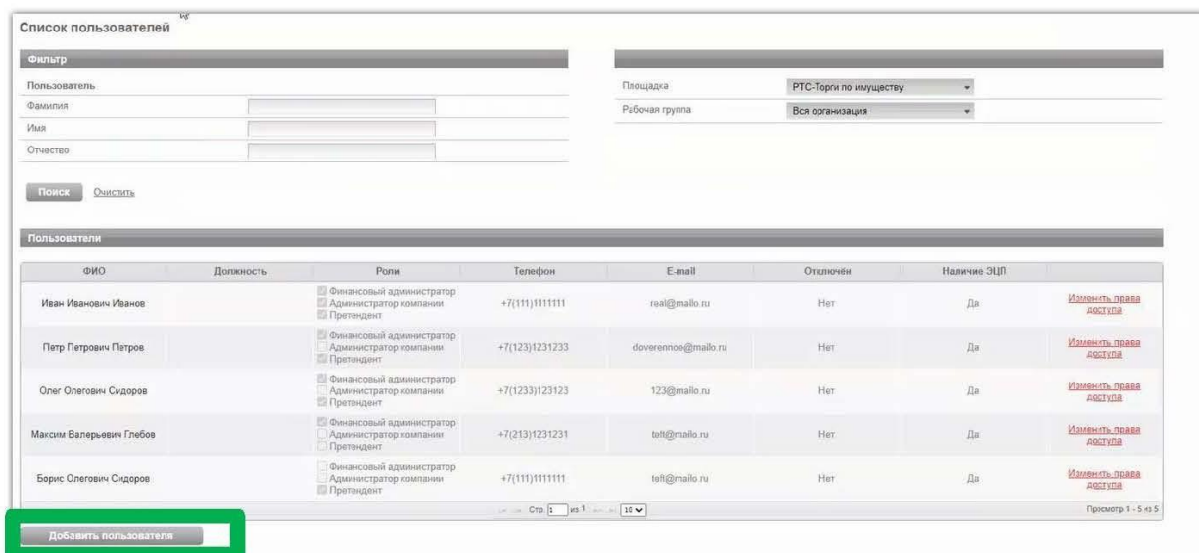 Список пользователей
Фильтр
Пользователь
Фамилия
Имя
Отчество
Площадка РТС-Торги по имуществу
Рабочая группа Вся организация
Поиск Очистить
Пользователи
ФИО Должность Роли Телефон E-mail Отключён Наличие ЭЦП
Финансовый администратор
Иван Иванович Иванов Администратор компании +7(111)1111111 real@mailo.ru Нет Да Изменить права доступа
Претендент
Финансовый администратор
Петр Петрович Петров Администратор компании +7(123)1231233 doverennoe@mailo.ru Нет Да Изменить права доступа
Претендент
Финансовый администратор
Олег Олегович Сидоров Администратор компании +7(1233)123123 123@mailo.ru Нет Да Изменить права доступа
Претендент
Финансовый администратор
Максим Валерьевич Глебов Администратор компании +7(213)1231231 Нет Да Изменить права доступа
Претендент
Финансовый администратор
Борис Олегович Сидоров Администратор компании +7(111)1111111 Нет Да Изменить права доступа
Претендент
Стр. 1 из 1 10 Просмотр 1 - 5 из 5
Добавить пользователя